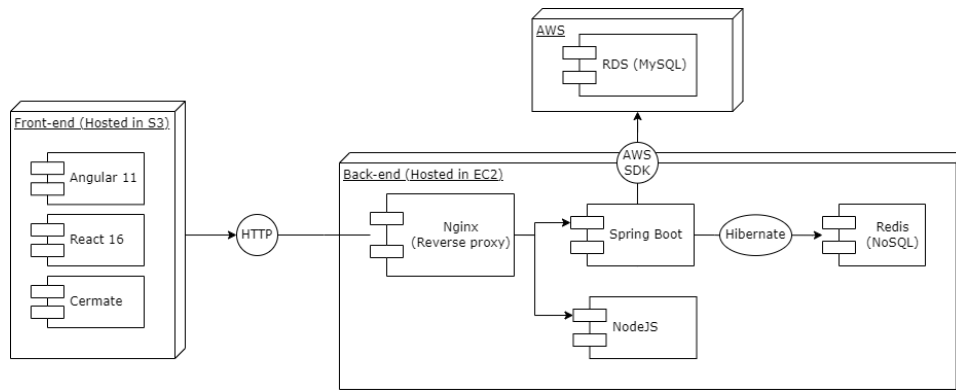 AWS
RDS (MySQL)
Front-end (Hosted in S3)
Angular 11
React 16
Cermate
HTTP
AWS
SDK
Back-end (Hosted in EC2)
Nginx
(Reverse proxy)
Spring Boot
Hibernate
Redis
(NoSQL)
NodeJS